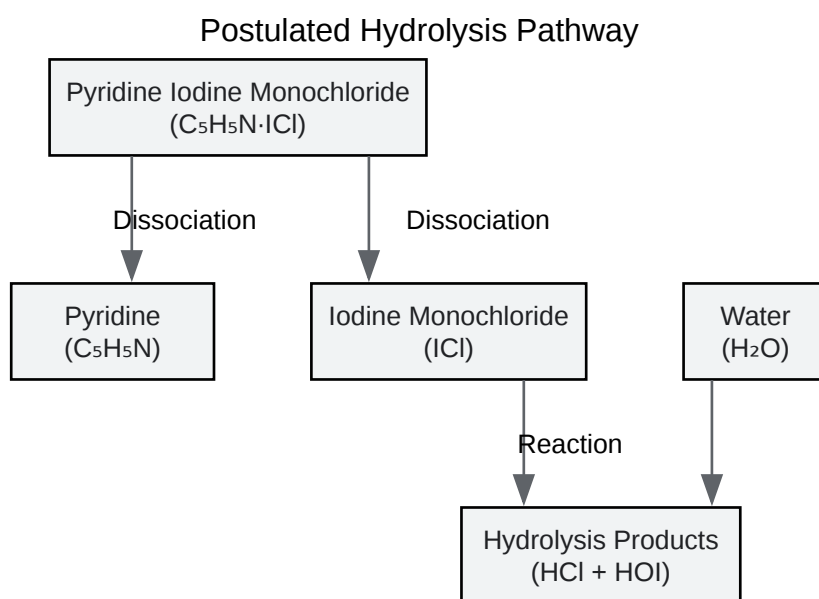 Postulated Hydrolysis Pathway
Pyridine Iodine Monochloride
(C₅H₅N·ICl)
Dissociation
Dissociation
Pyridine
(C₅H₅N)
Iodine Monochloride
(ICl)
Water
(H₂O)
Reaction
Hydrolysis Products
(HCl + HOI)